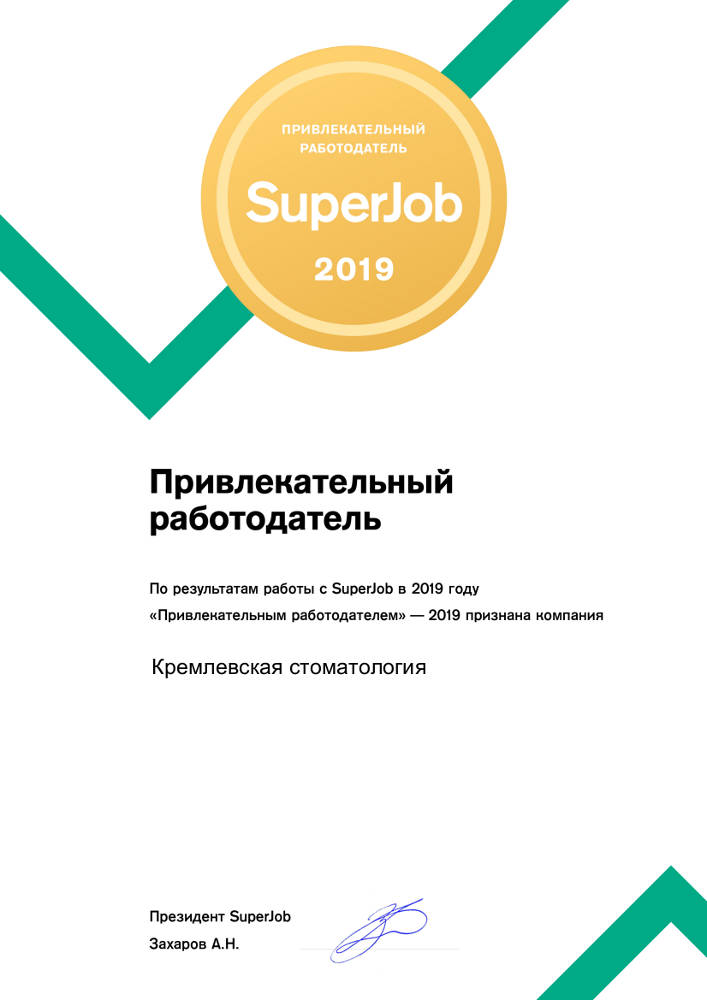 ПРИВЛЕКАТЕЛЬНЫЙ
РАБОТОДАТЕЛЬ
SuperJob
2019
Привлекательный
работодатель
По результатам работы с SuperJob в 2019 году
«Привлекательным работодателем» — 2019 признана компания
Кремлевская стоматология
Президент SuperJob
Захаров А.Н.